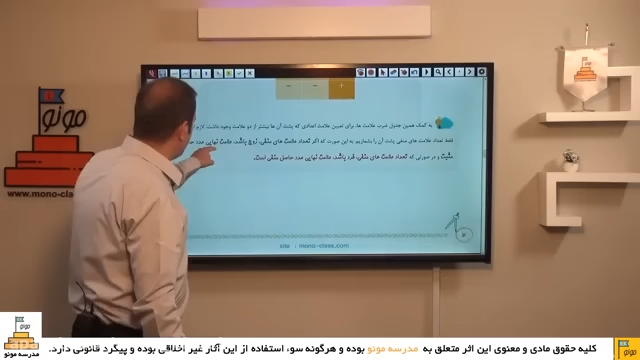 − − +
به کمک همین جدول ضرب علامت ها، برای تعیین علامت اعدادی که پشت آن ها بیشتر از دو علامت وجود داشت، لازم
فقط تعداد علامت های منفی پشت آن را بشماریم. به این صورت که اگر تعداد علامت های منفی، زوج باشد، علامت نهایی عدد
مثبت و در صورتی که تعداد علامت های منفی، فرد باشد، علامت نهایی عدد حاصل منفی است.
site : mono-class.com
مونو
www.mono-class
مونو
مدرسه مونو
کلیه حقوق مادی و معنوی این اثر متعلق به مدرسه مونو بوده و هرگونه سوء استفاده از این آثار غیر اخلاقی بوده و پیگرد قانونی دارد.